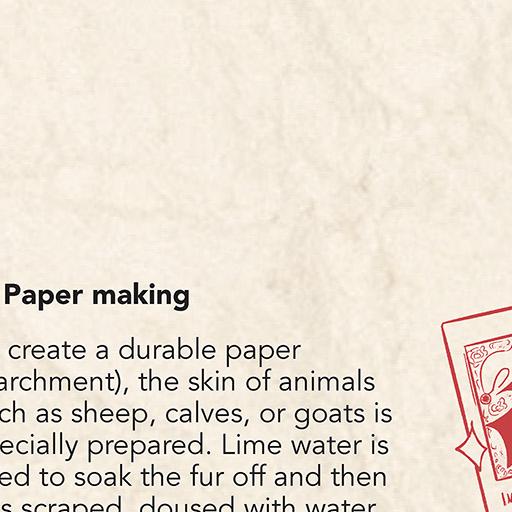 Paper making
create a durable paper
archment), the skin of animals
ch as sheep, calves, or goats is
ecially prepared. Lime water is
ed to soak the fur off and then
s scraped, doused with water